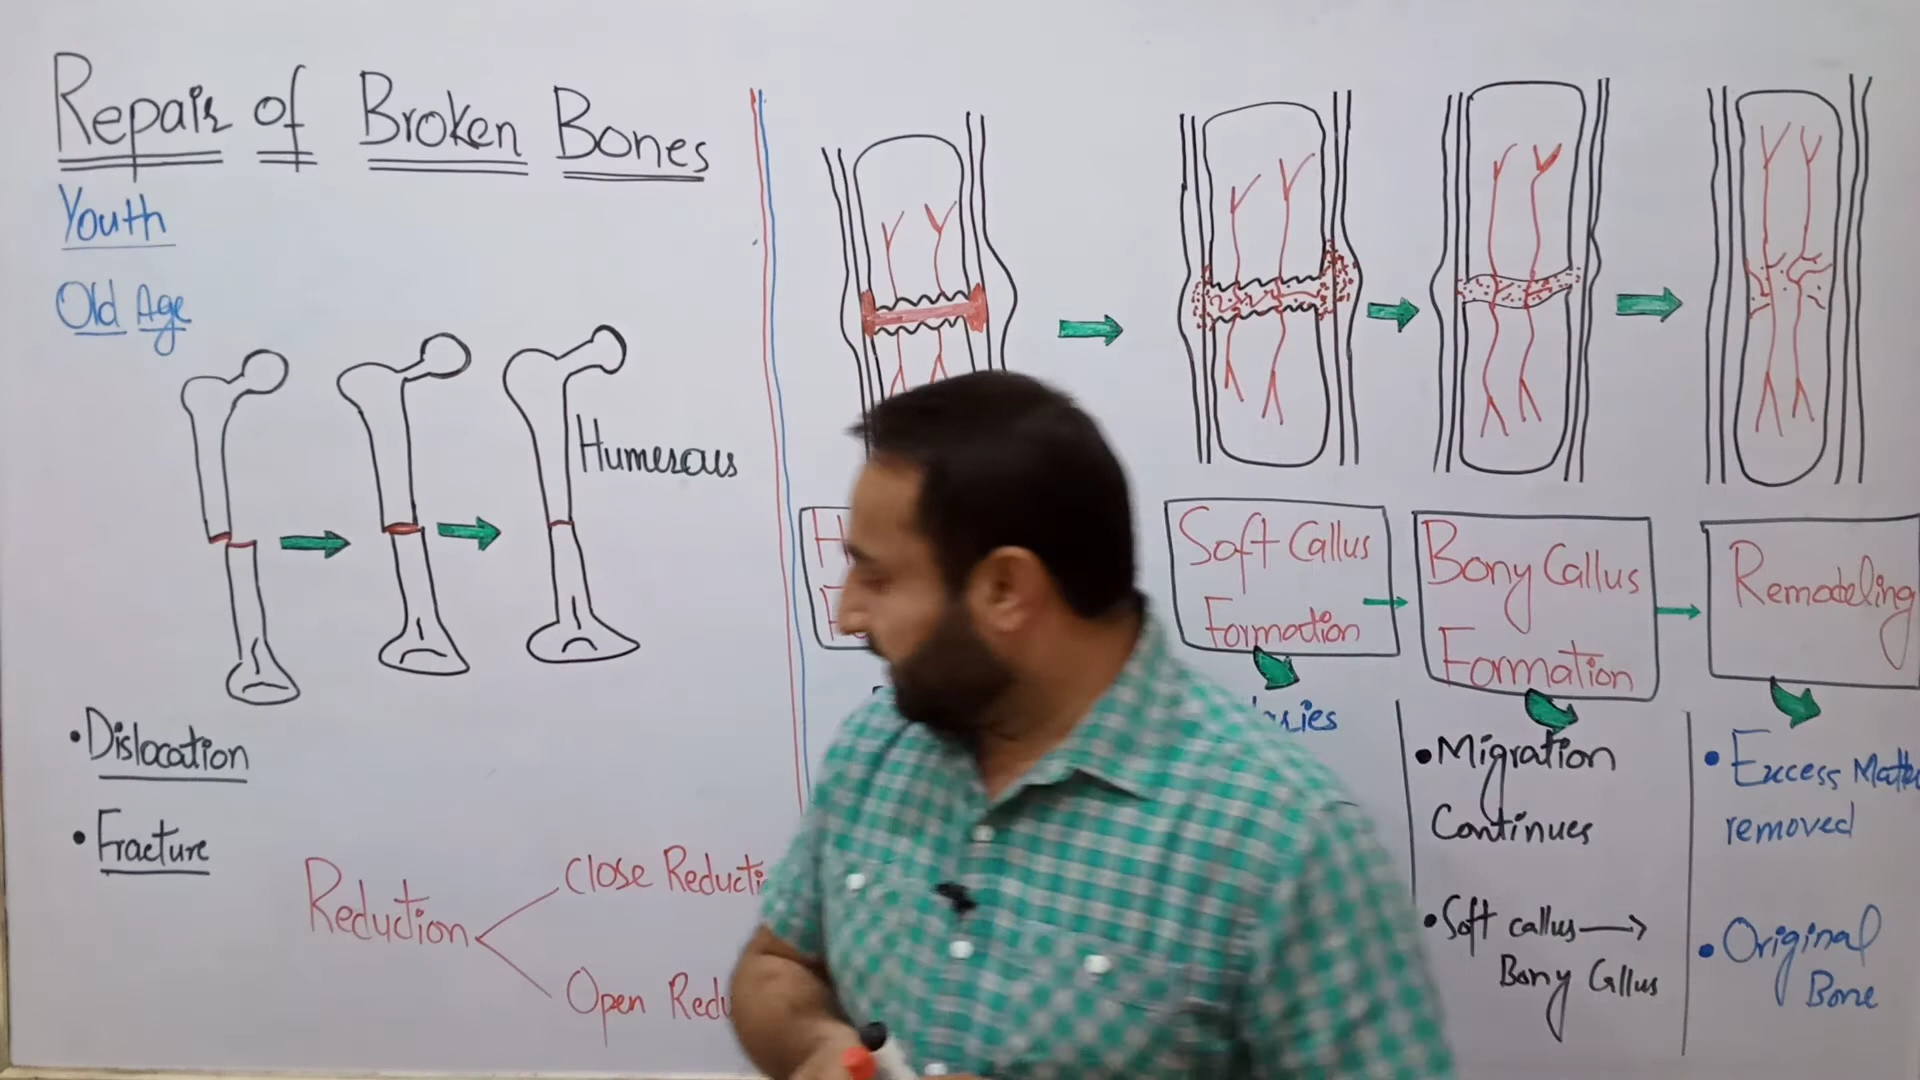 Repair of Broken Bones
Youth
Old Age
Humerous
• Dislocation
• Fracture
Reduction
Close Reducti
Open Redu
H
Soft Callus
Formation
Bony Callus
Formation
Remodeling
• Migration
Continues
• Soft callus →
Bony Callus
• Excess Matte
removed
• Original
Bone